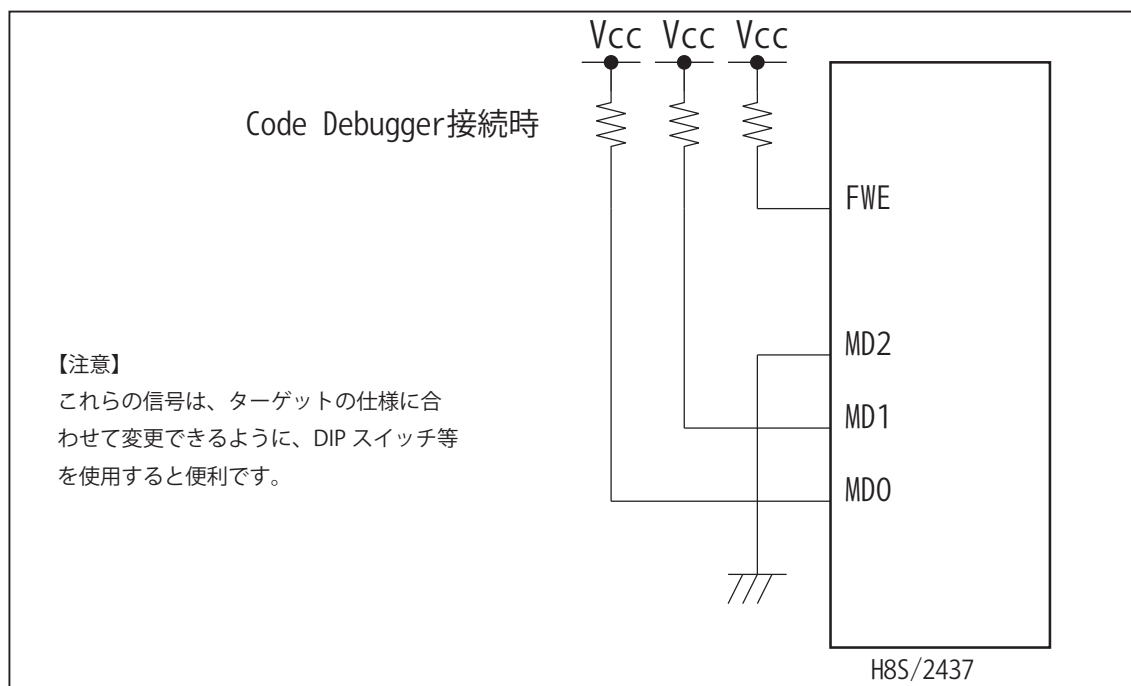 Vcc Vcc Vcc
Code Debugger接続時
FWE
【注意】
これらの信号は、ターゲットの仕様に合
わせて変更できるように、DIP スイッチ等
を使用すると便利です。
MD2
MD1
MD0
H8S/2437